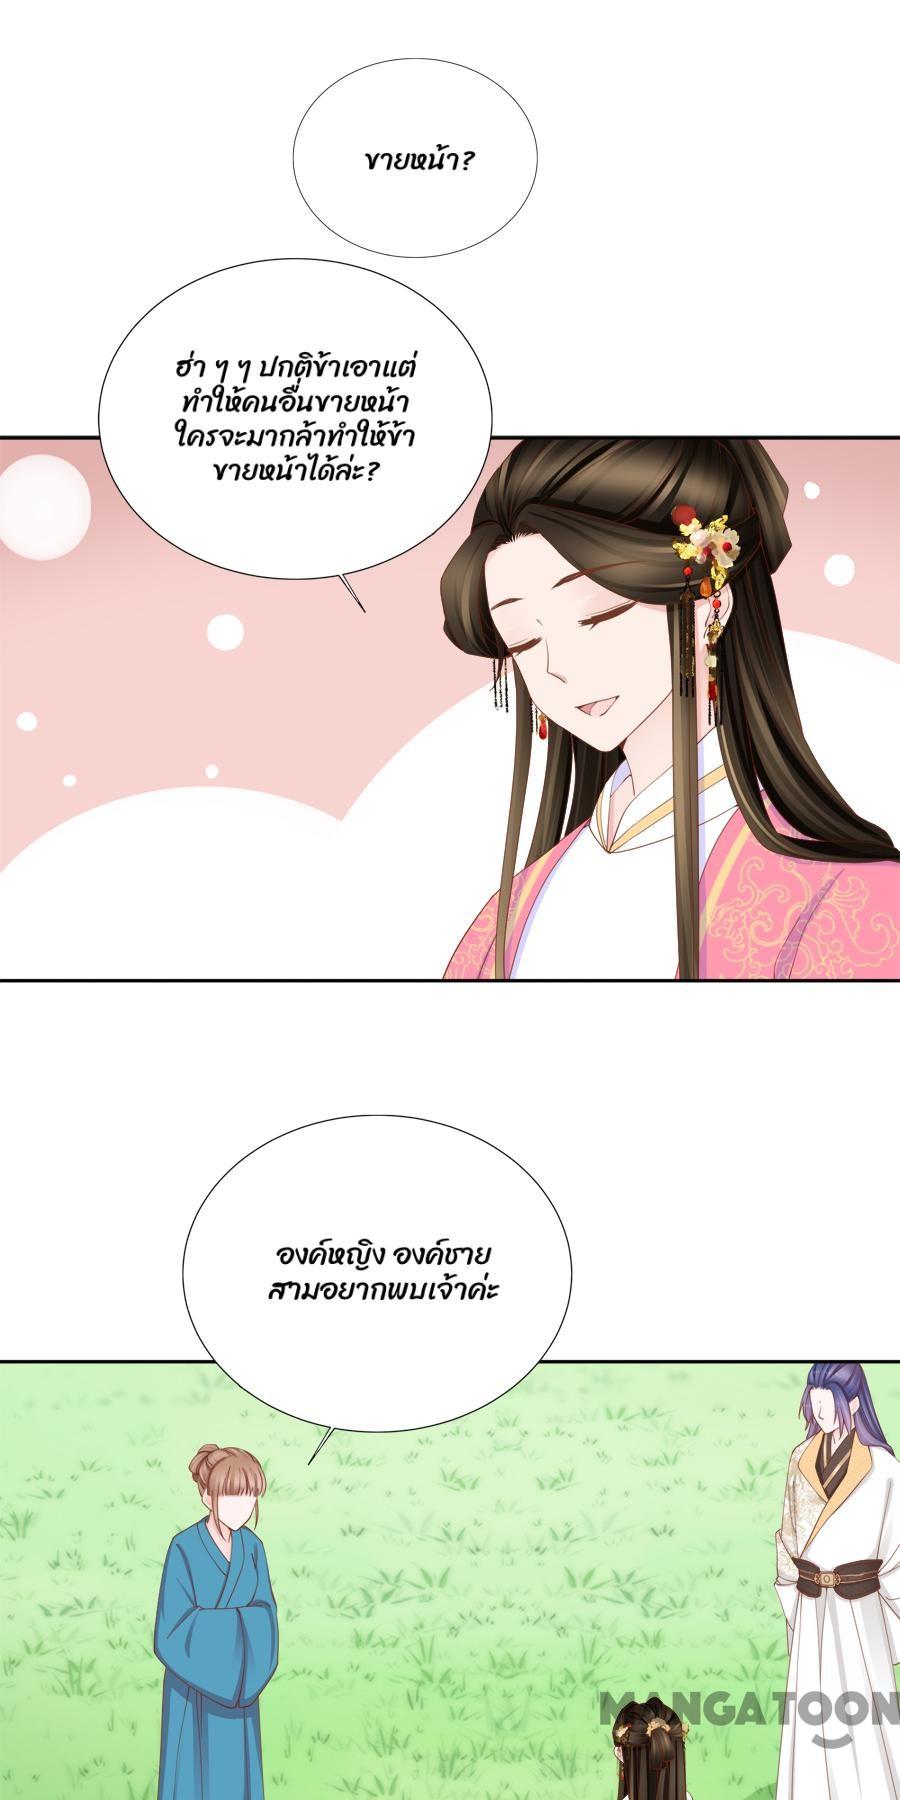 ขายหน้า?
ฮ่า ๆ ๆ ปกติข้าเอาแต่
ทำให้คนอื่นขายหน้า
ใครจะมากล้าทำให้ข้า
ขายหน้าได้ล่ะ?
องค์หญิง องค์ชาย
สามอยากพบเจ้าค่ะ
MANGATOON